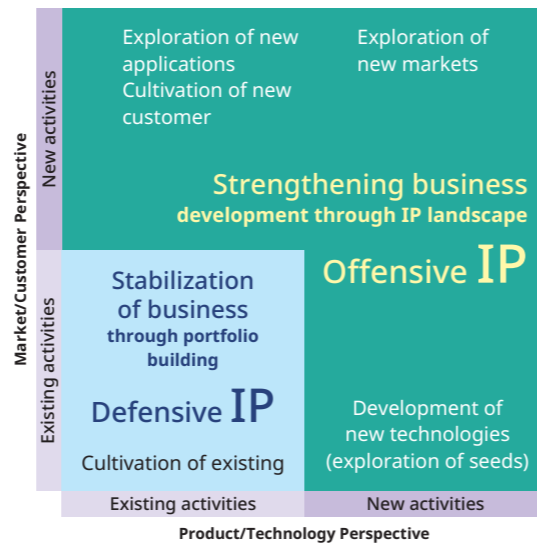 Exploration of new
applications
Cultivation of new
customer
Exploration of
new markets
Strengthening business
development through IP landscape
Offensive IP
Stabilization
of business
through portfolio
building
Defensive IP
Cultivation of existing
Development of
new technologies
(exploration of seeds)
Market/Customer Perspective
New activities
Existing activities
Existing activities
New activities
Product/Technology Perspective